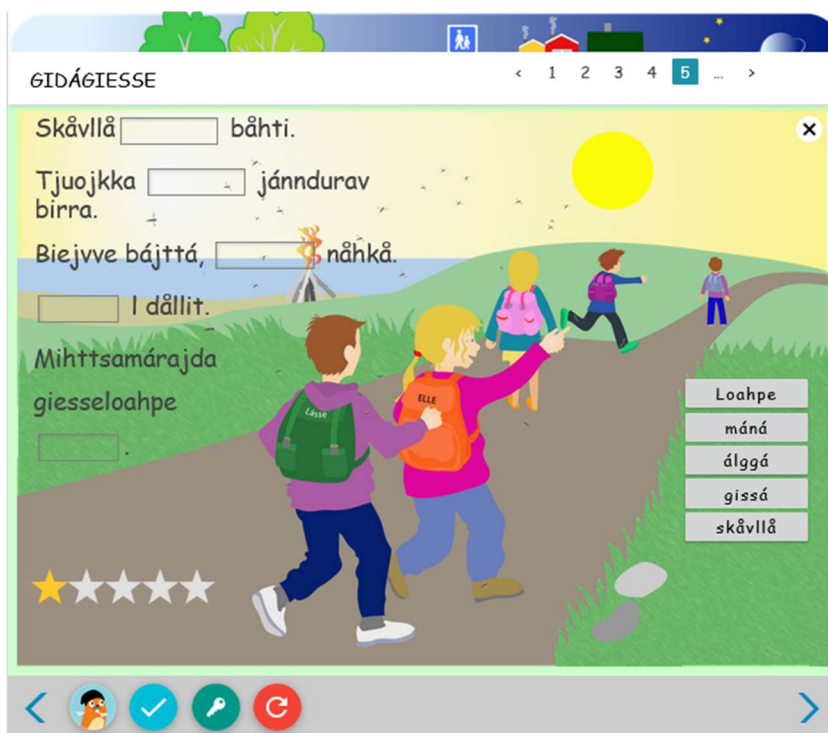 GIDÁGIESSE
‹ 1 2 3 4 5 ... ›
Skåvllå båhti.
Tjuojkka jánndurav
birra.
Biejvve bájttá, nåhkå.
I dållit.
Mihttsamárajda
giesseloahpe
.
Lásse
ELLE
Loahpe
máná
álggá
gissá
skåvllå